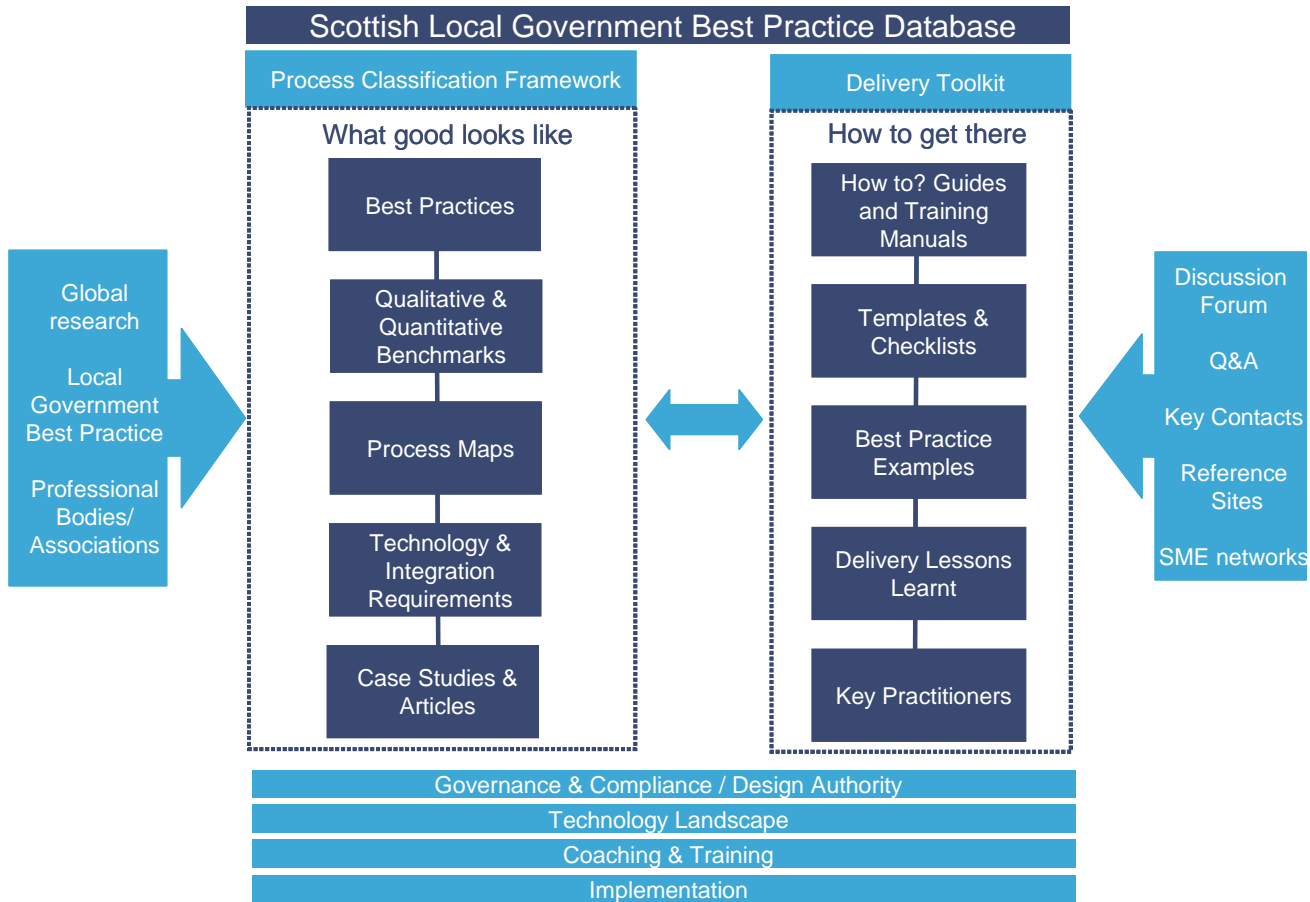 Scottish Local Government Best Practice Database
Process Classification Framework
Delivery Toolkit
What good looks like
Best Practices
Qualitative &
Quantitative
Benchmarks
Process Maps
Technology &
Integration
Requirements
Case Studies &
Articles
How to get there
How to? Guides
and Training
Manuals
Templates &
Checklists
Best Practice
Examples
Delivery Lessons
Learnt
Key Practitioners
Global
research
Local
Government
Best Practice
Professional
Bodies/
Associations
Discussion
Forum
Q&A
Key Contacts
Reference
Sites
SME networks
Governance & Compliance / Design Authority
Technology Landscape
Coaching & Training
Implementation